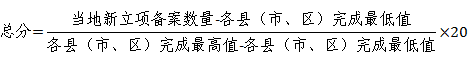 总分=当地新立项备案数量-各县（市、区）完成最低值
各县（市、区）完成最高值-各县（市、区）完成最低值×20